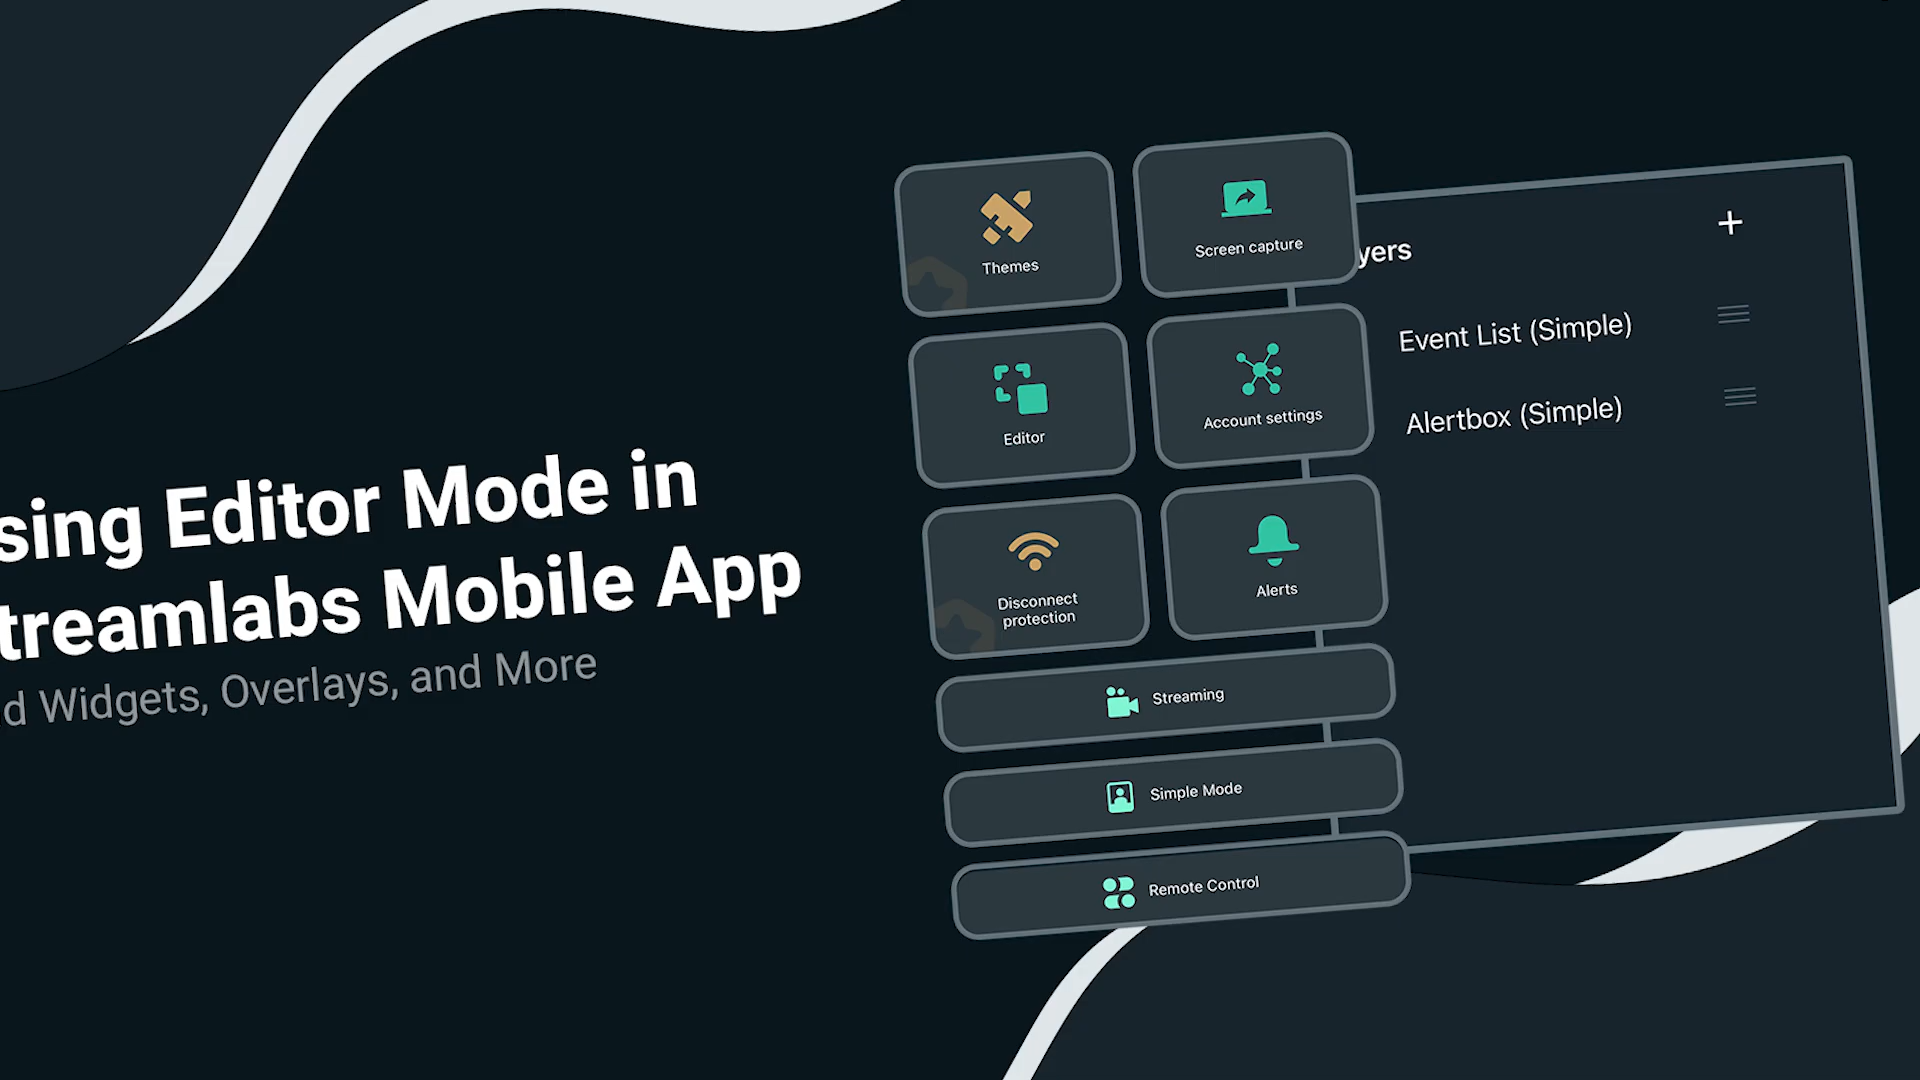 sing Editor Mode in
treamlabs Mobile App
d Widgets, Overlays, and More
Themes
Screen capture
Editor
Account settings
Disconnect
protection
Alerts
Streaming
Simple Mode
Remote Control
yers
Event List (Simple)
Alertbox (Simple)